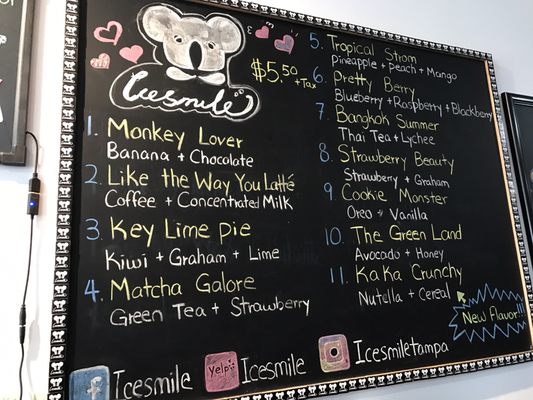 Icesmile
$5.50 + Tax
1. Monkey Lover
Banana + Chocolate
2. Like the Way You Latté
Coffee + Concentrated Milk
3. Key Lime pie
Kiwi + Graham + Lime
4. Matcha Galore
Green Tea + Strawberry
5. Tropical Strom
Pineapple + Peach + Mango
6. Pretty Berry
Blueberry + Raspberry + Blackberry
7. Bangkok Summer
Thai Tea + Lychee
8. Strawberry Beauty
Strawberry + Graham
9. Cookie Monster
Oreo + Vanilla
10. The Green Land
Avocado + Honey
11. Kaka Crunchy
Nutella + Cereal
New Flavor!!!
f Icesmile
Yelp Icesmile
Icesmiletampa